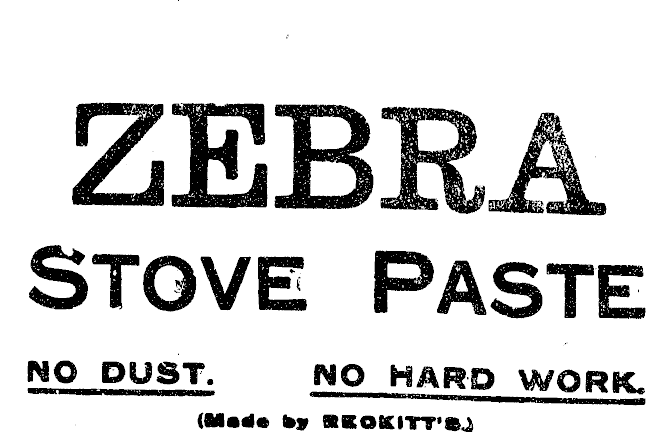 ZEBRA
STOVE PASTE
NO DUST. NO HARD WORK.
(Made by RECKITT'S.)